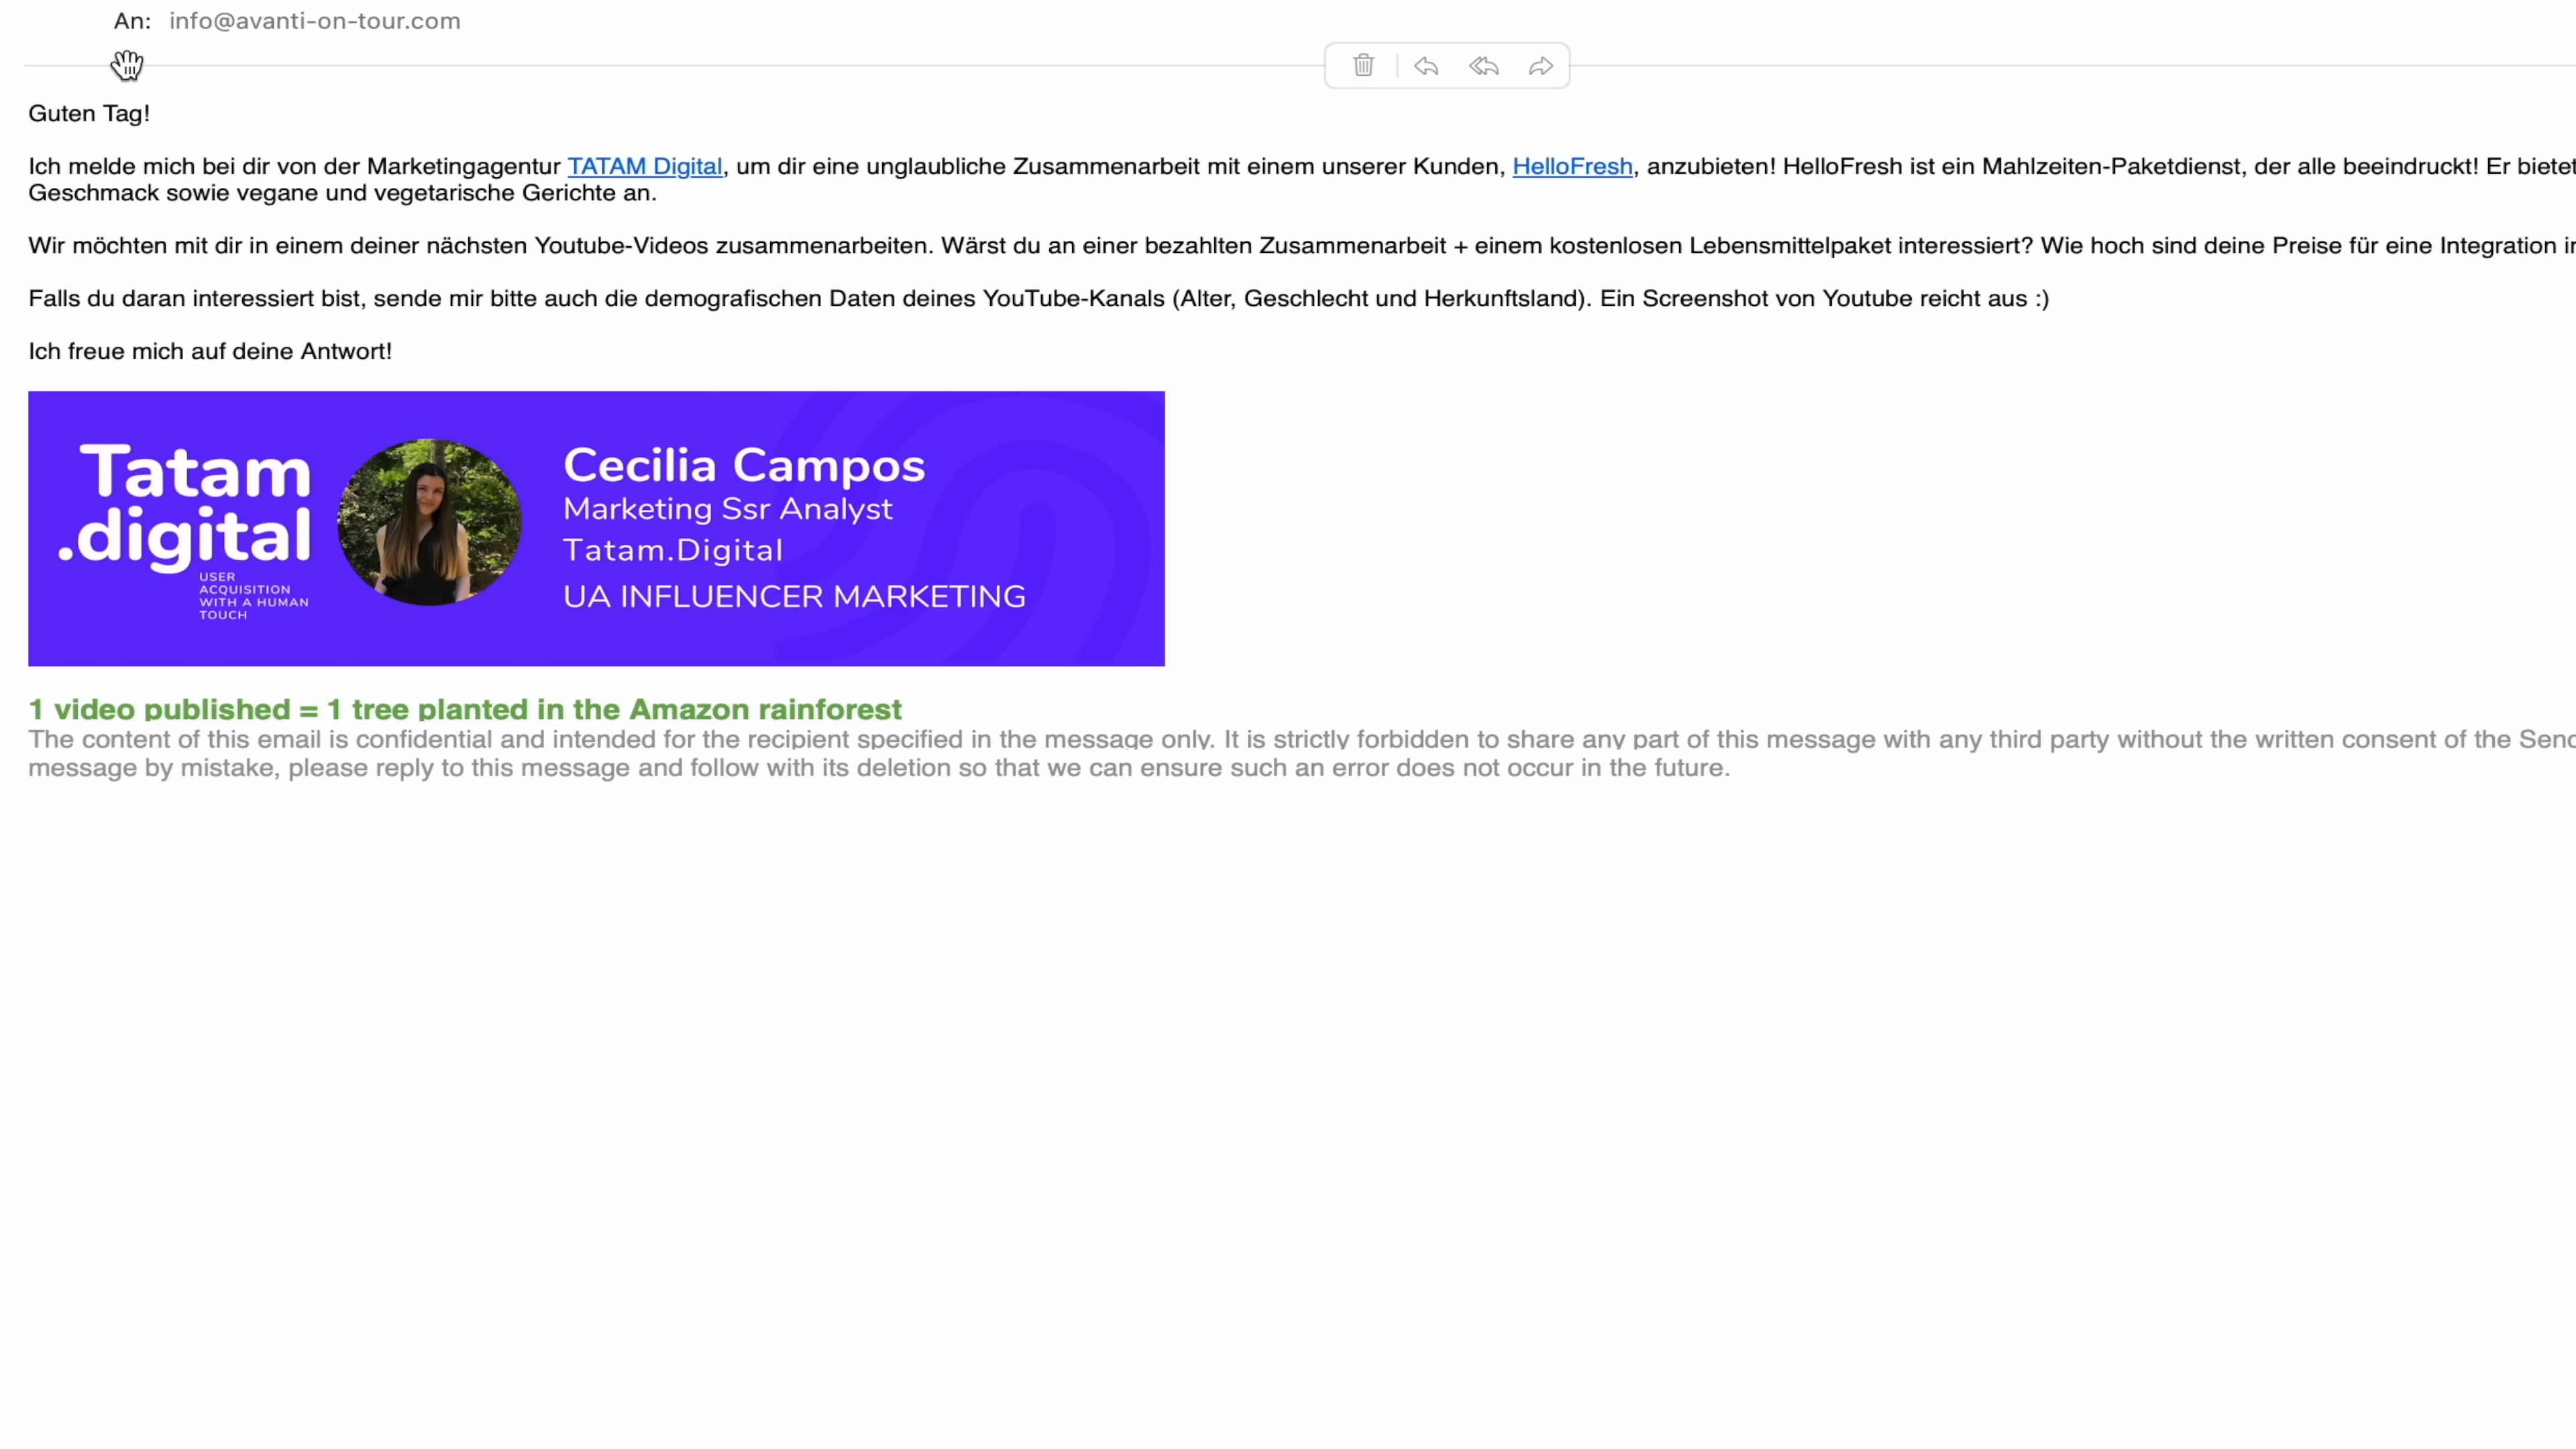 An: info@avanti-on-tour.com
Guten Tag!
Ich melde mich bei dir von der Marketingagentur TATAM Digital, um dir eine unglaubliche Zusammenarbeit mit einem unserer Kunden, HelloFresh, anzubieten! HelloFresh ist ein Mahlzeiten-Paketdienst, der alle beeindruckt! Er bietet
Geschmack sowie vegane und vegetarische Gerichte an.
Wir möchten mit dir in einem deiner nächsten Youtube-Videos zusammenarbeiten. Wärst du an einer bezahlten Zusammenarbeit + einem kostenlosen Lebensmittelpaket interessiert? Wie hoch sind deine Preise für eine Integration
Falls du daran interessiert bist, sende mir bitte auch die demografischen Daten deines YouTube-Kanals (Alter, Geschlecht und Herkunftsland). Ein Screenshot von Youtube reicht aus :)
Ich freue mich auf deine Antwort!
Tatam
.digital
USER
ACQUISITION
WITH A HUMAN
TOUCH
Cecilia Campos
Marketing Ssr Analyst
Tatam.Digital
UA INFLUENCER MARKETING
1 video published = 1 tree planted in the Amazon rainforest
The content of this email is confidential and intended for the recipient specified in the message only. It is strictly forbidden to share any part of this message with any third party without the written consent of the
message by mistake, please reply to this message and follow with its deletion so that we can ensure such an error does not occur in the future.